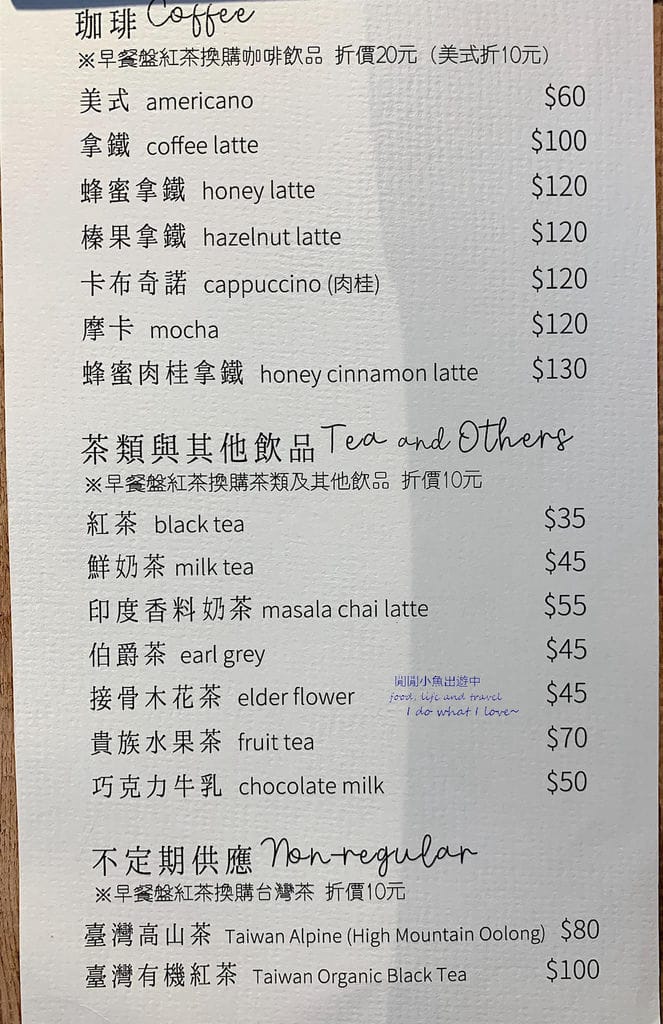 珈琲 Coffee
※早餐盤紅茶換購咖啡飲品 折價20元（美式折10元）
美式 americano $60
拿鐵 coffee latte $100
蜂蜜拿鐵 honey latte $120
榛果拿鐵 hazelnut latte $120
卡布奇諾 cappuccino (肉桂) $120
摩卡 mocha $120
蜂蜜肉桂拿鐵 honey cinnamon latte $130
茶類與其他飲品 Tea and Others
※早餐盤紅茶換購茶類及其他飲品 折價10元
紅茶 black tea $35
鮮奶茶 milk tea $45
印度香料奶茶 masala chai latte $55
伯爵茶 earl grey $45
接骨木花茶 elder flower $45
閒閒小魚出遊中
food, life and travel
I do what I love~
貴族水果茶 fruit tea $70
巧克力牛乳 chocolate milk $50
不定期供應 Non-regular
※早餐盤紅茶換購台灣茶 折價10元
臺灣高山茶 Taiwan Alpine (High Mountain Oolong) $80
臺灣有機紅茶 Taiwan Organic Black Tea $100